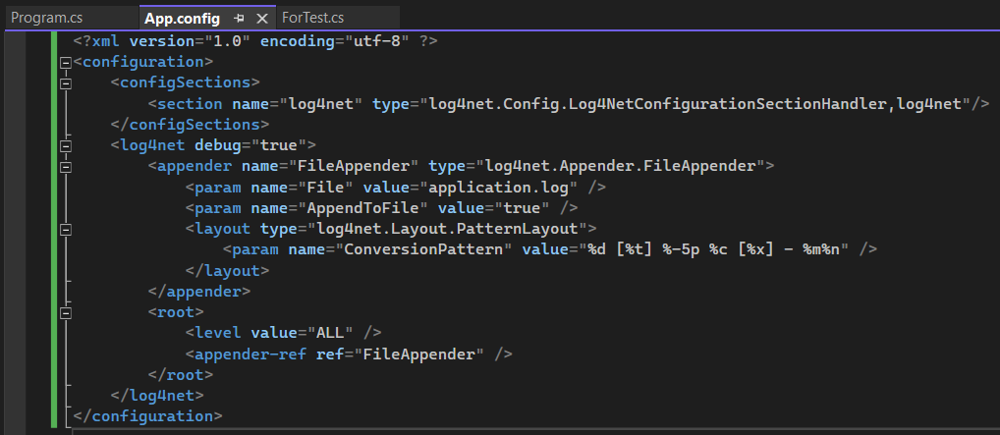 Program.cs App.config ForTest.cs
<?xml version="1.0" encoding="utf-8" ?>
<configuration>
<configSections>
<section name="log4net" type="log4net.Config.Log4NetConfigurationSectionHandler,log4net"/>
</configSections>
<log4net debug="true">
<appender name="FileAppender" type="log4net.Appender.FileAppender">
<param name="File" value="application.log" />
<param name="AppendToFile" value="true" />
<layout type="log4net.Layout.PatternLayout">
<param name="ConversionPattern" value="%d [%t] %-5p %c [%x] - %m%n" />
</layout>
</appender>
<root>
<level value="ALL" />
<appender-ref ref="FileAppender" />
</root>
</log4net>
</configuration>